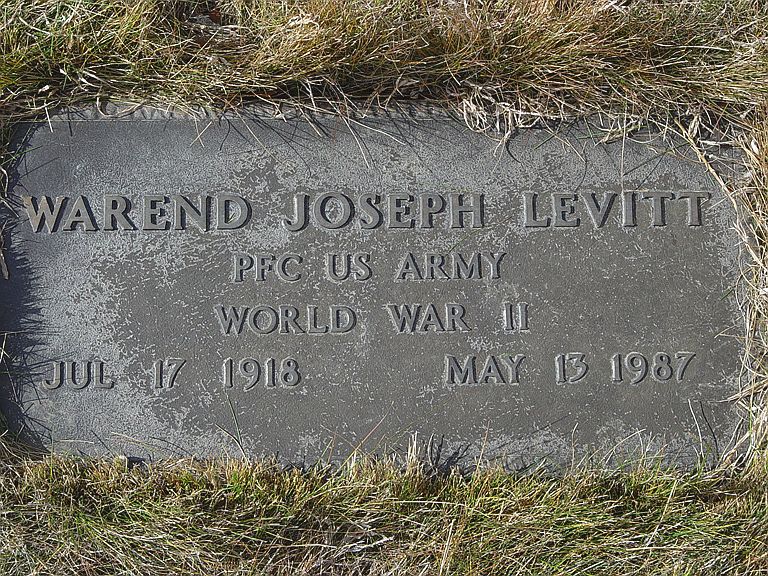 WAREND JOSEPH LEVITT
PFC US ARMY
WORLD WAR II
JUL 17 1918 MAY 13 1987